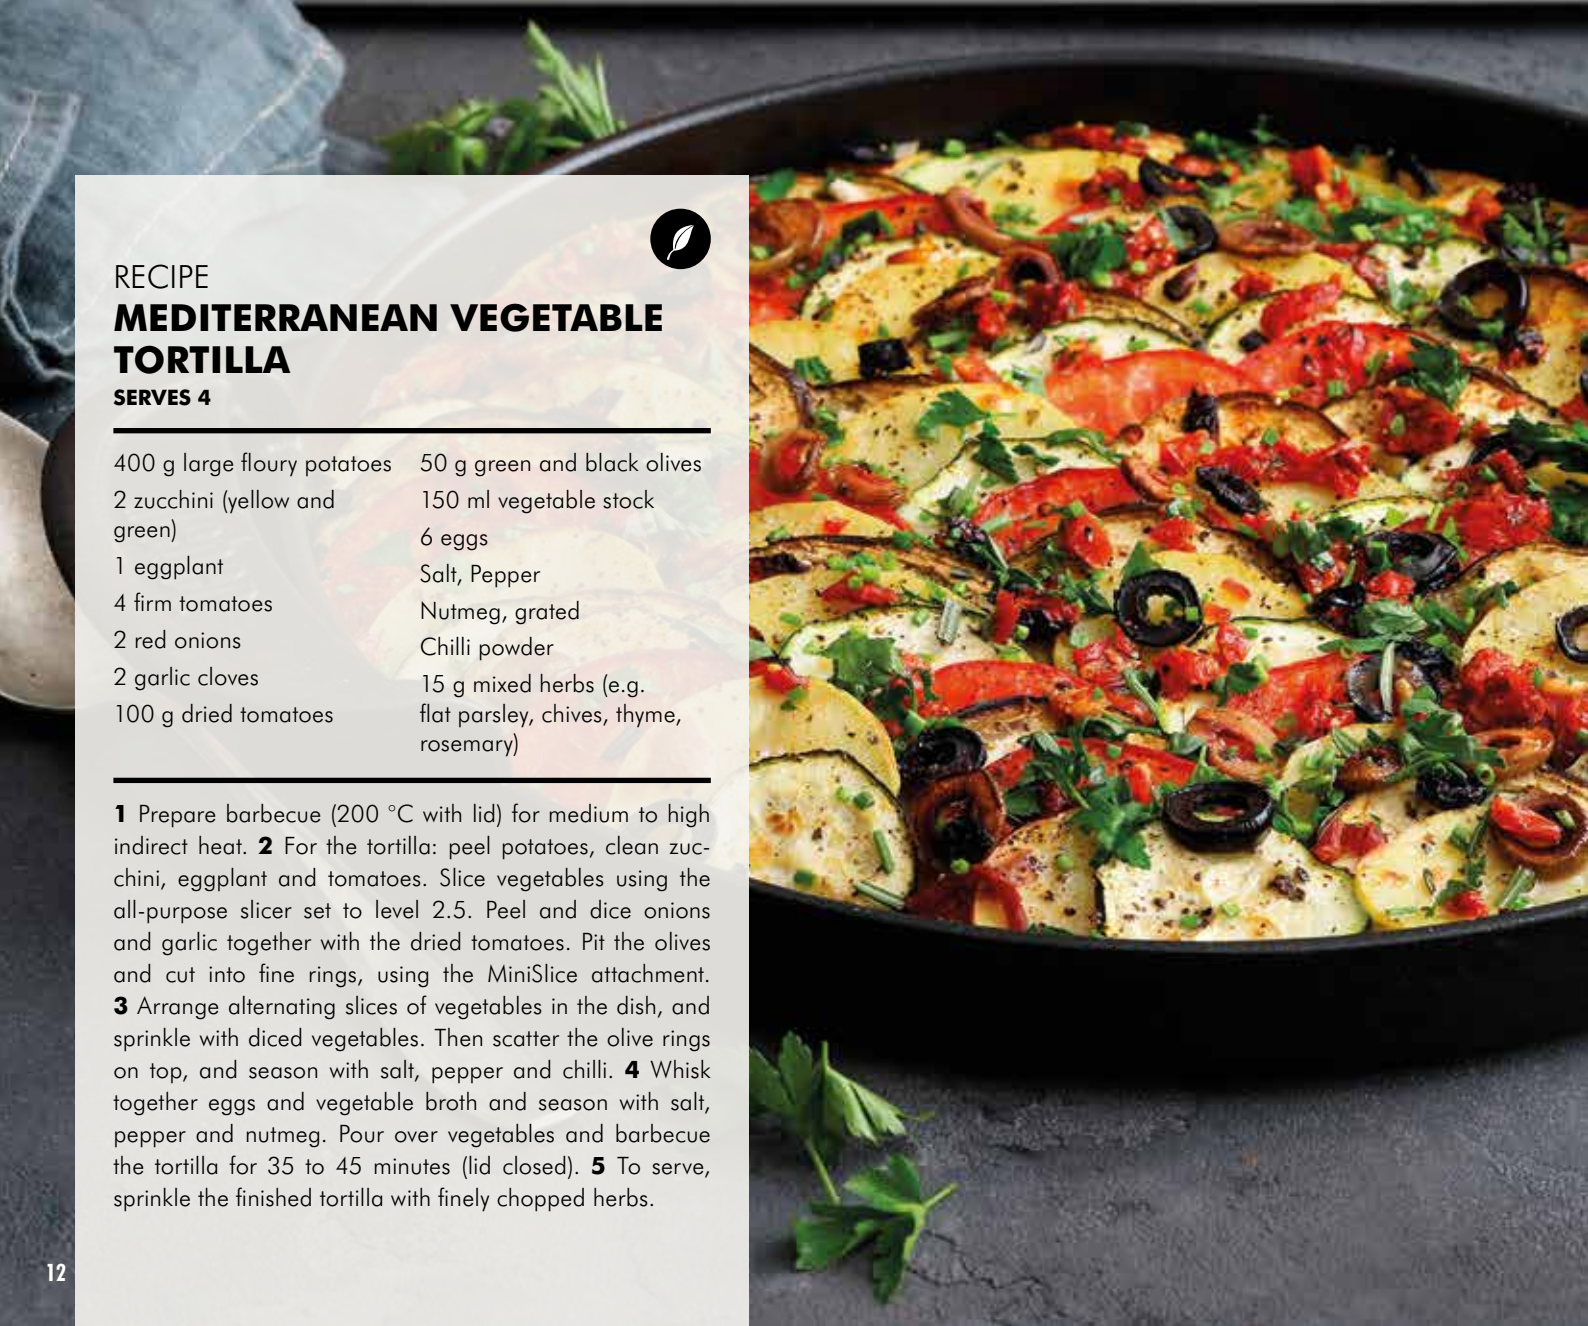 RECIPE
MEDITERRANEAN VEGETABLE
TORTILLA
SERVES 4
400 g large floury potatoes
2 zucchini (yellow and
green)
1 eggplant
4 firm tomatoes
2 red onions
2 garlic cloves
100 g dried tomatoes
50 g green and black olives
150 ml vegetable stock
6 eggs
Salt, Pepper
Nutmeg, grated
Chilli powder
15 g mixed herbs (e.g.
flat parsley, chives, thyme,
rosemary)
1 Prepare barbecue (200 °C with lid) for medium to high
indirect heat. 2 For the tortilla: peel potatoes, clean zuc-
chini, eggplant and tomatoes. Slice vegetables using the
all-purpose slicer set to level 2.5. Peel and dice onions
and garlic together with the dried tomatoes. Pit the olives
and cut into fine rings, using the MiniSlice attachment.
3 Arrange alternating slices of vegetables in the dish, and
sprinkle with diced vegetables. Then scatter the olive rings
on top, and season with salt, pepper and chilli. 4 Whisk
together eggs and vegetable broth and season with salt,
pepper and nutmeg. Pour over vegetables and barbecue
the tortilla for 35 to 45 minutes (lid closed). 5 To serve,
sprinkle the finished tortilla with finely chopped herbs.
12